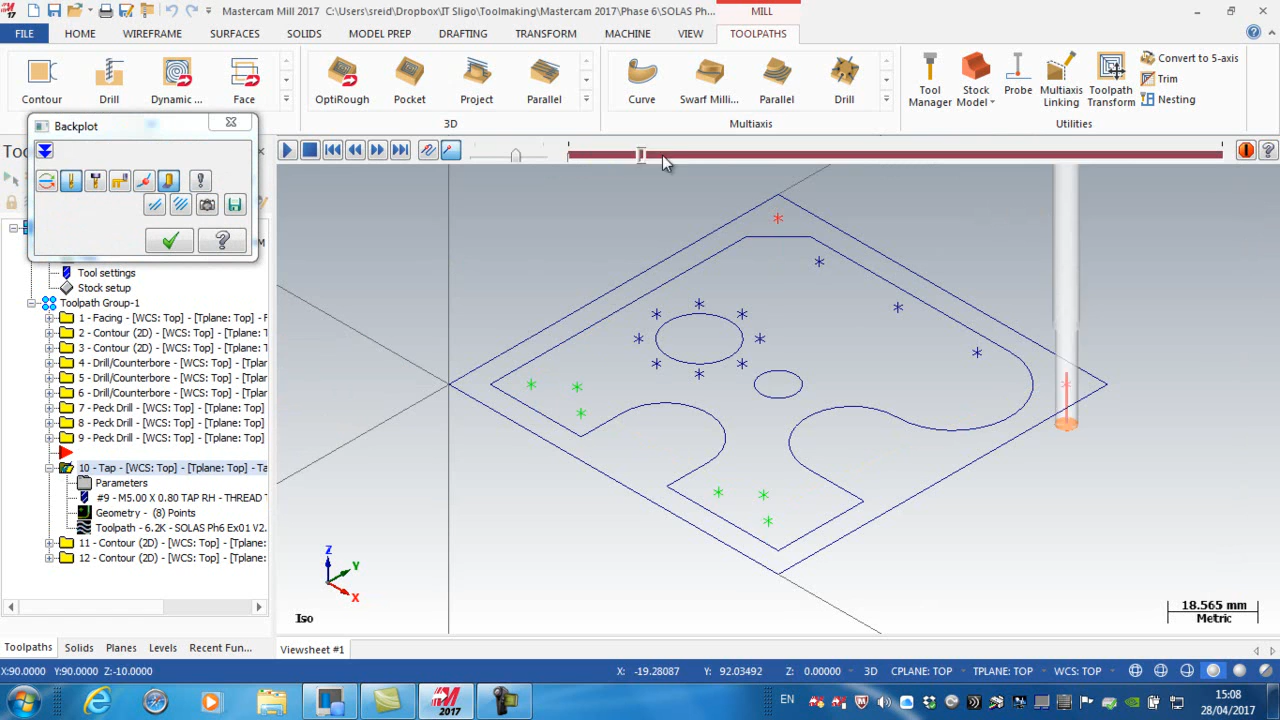 Mastercam Mill 2017 C:\Users\sreid\Dropbox\IT Sligo\Toolmaking\Mastercam 2017\Phase 6\SOLAS Ph...
MILL
FILE HOME WIREFRAME SURFACES SOLIDS MODEL PREP DRAFTING TRANSFORM MACHINE VIEW TOOLPATHS
Contour Drill Dynamic ... Face OptiRough Pocket Project Parallel Curve Swarf Milli... Parallel Drill Tool Manager Stock Model Probe Multiaxis Linking Toolpath Transform
Convert to 5-axis
Trim
Nesting
3D Multiaxis Utilities
Backplot
Tool settings
Stock setup
Toolpath Group-1
1 - Facing - [WCS: Top] - [Tplane: Top] - Ta
2 - Contour (2D) - [WCS: Top] - [Tplane:
3 - Contour (2D) - [WCS: Top] - [Tplane:
4 - Drill/Counterbore - [WCS: Top] - [Tpla
5 - Drill/Counterbore - [WCS: Top] - [Tpla
6 - Drill/Counterbore - [WCS: Top] - [Tpla
7 - Peck Drill - [WCS: Top] - [Tplane: Top]
8 - Peck Drill - [WCS: Top] - [Tplane: Top]
9 - Peck Drill - [WCS: Top] - [Tplane: Top]
10 - Tap - [WCS: Top] - [Tplane: Top] - Ta
Parameters
#9 - M5.00 X 0.80 TAP RH - THREAD T
Geometry - (8) Points
Toolpath - 6.2K - SOLAS Ph6 Ex01 V2.
11 - Contour (2D) - [WCS: Top] - [Tplane:
12 - Contour (2D) - [WCS: Top] - [Tplane:
Z
Y
X
Iso
18.565 mm
Metric
Toolpaths Solids Planes Levels Recent Fun...
Viewsheet #1
X:90.0000 Y:90.0000 Z:-10.0000 X: -19.28087 Y: 92.03492 Z: 0.00000 3D CPLANE: TOP TPLANE: TOP WCS: TOP
2017
EN
15:08
28/04/2017